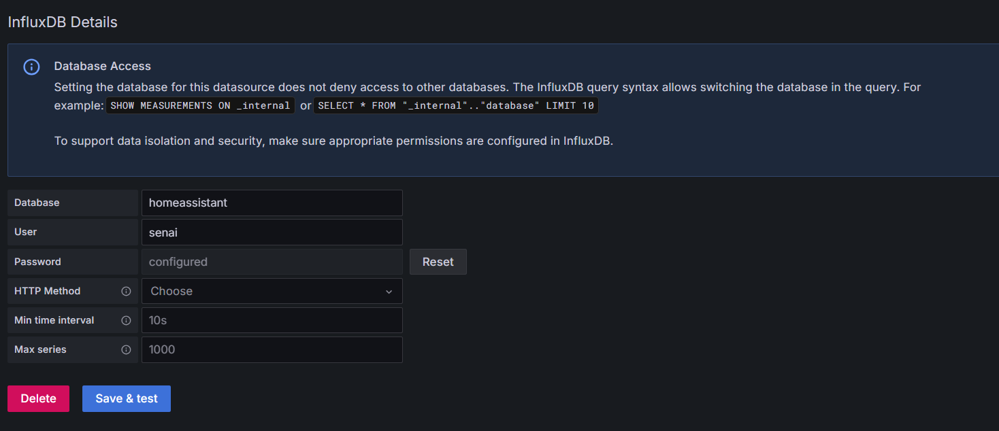 InfluxDB Details
Database Access
Setting the database for this datasource does not deny access to other databases. The InfluxDB query syntax allows switching the database in the query. For
example: SHOW MEASUREMENTS ON _internal or SELECT * FROM "_internal".."database" LIMIT 10
To support data isolation and security, make sure appropriate permissions are configured in InfluxDB.
Database homeassistant
User senai
Password configured Reset
HTTP Method Choose
Min time interval 10s
Max series 1000
Delete Save & test